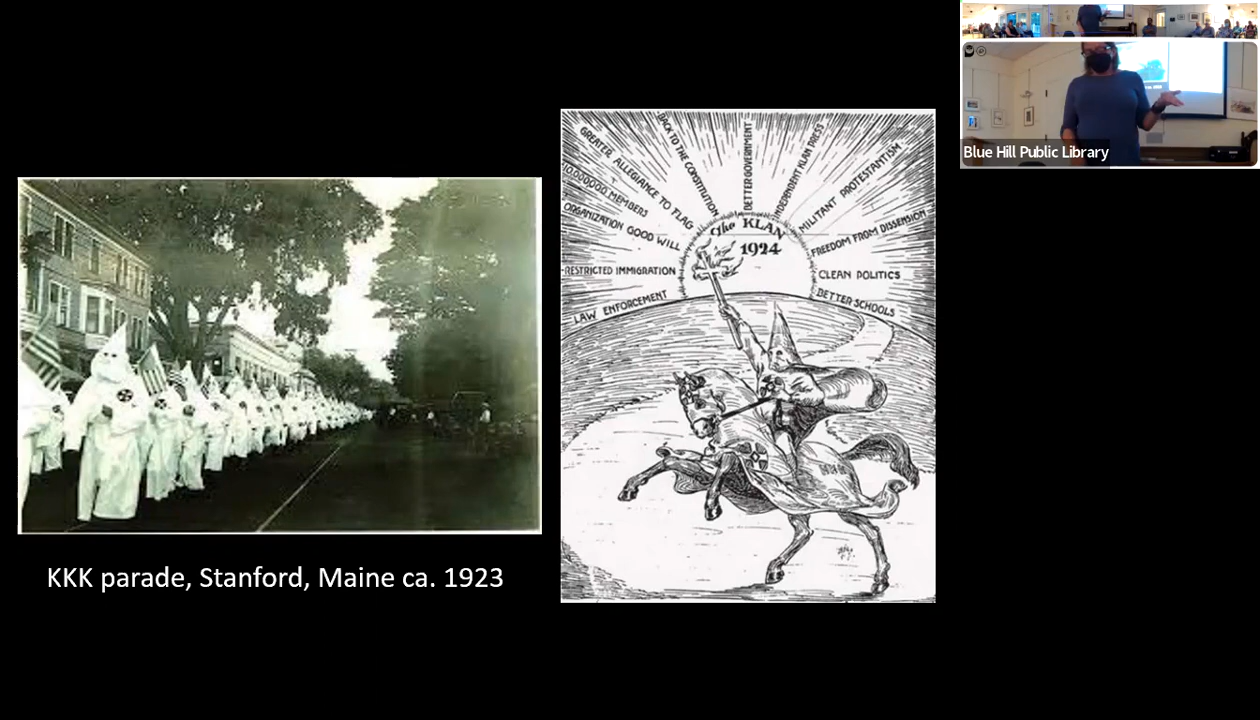 LAW ENFORCEMENT
-RESTRICTED IMMIGRATION
ORGANIZATION GOOD WILL
10,000,000 MEMBERS
GREATER ALLEGIANCE TO FLAG
BACK TO THE CONSTITUTION
BETTER GOVERNMENT
INDEPENDENT KLAN PRESS
MILITANT PROTESTANTISM
FREEDOM FROM DISSENSION
CLEAN POLITICS
BETTER SCHOOLS
The KLAN
1924
KKK parade, Stanford, Maine ca. 1923
Blue Hill Public Library